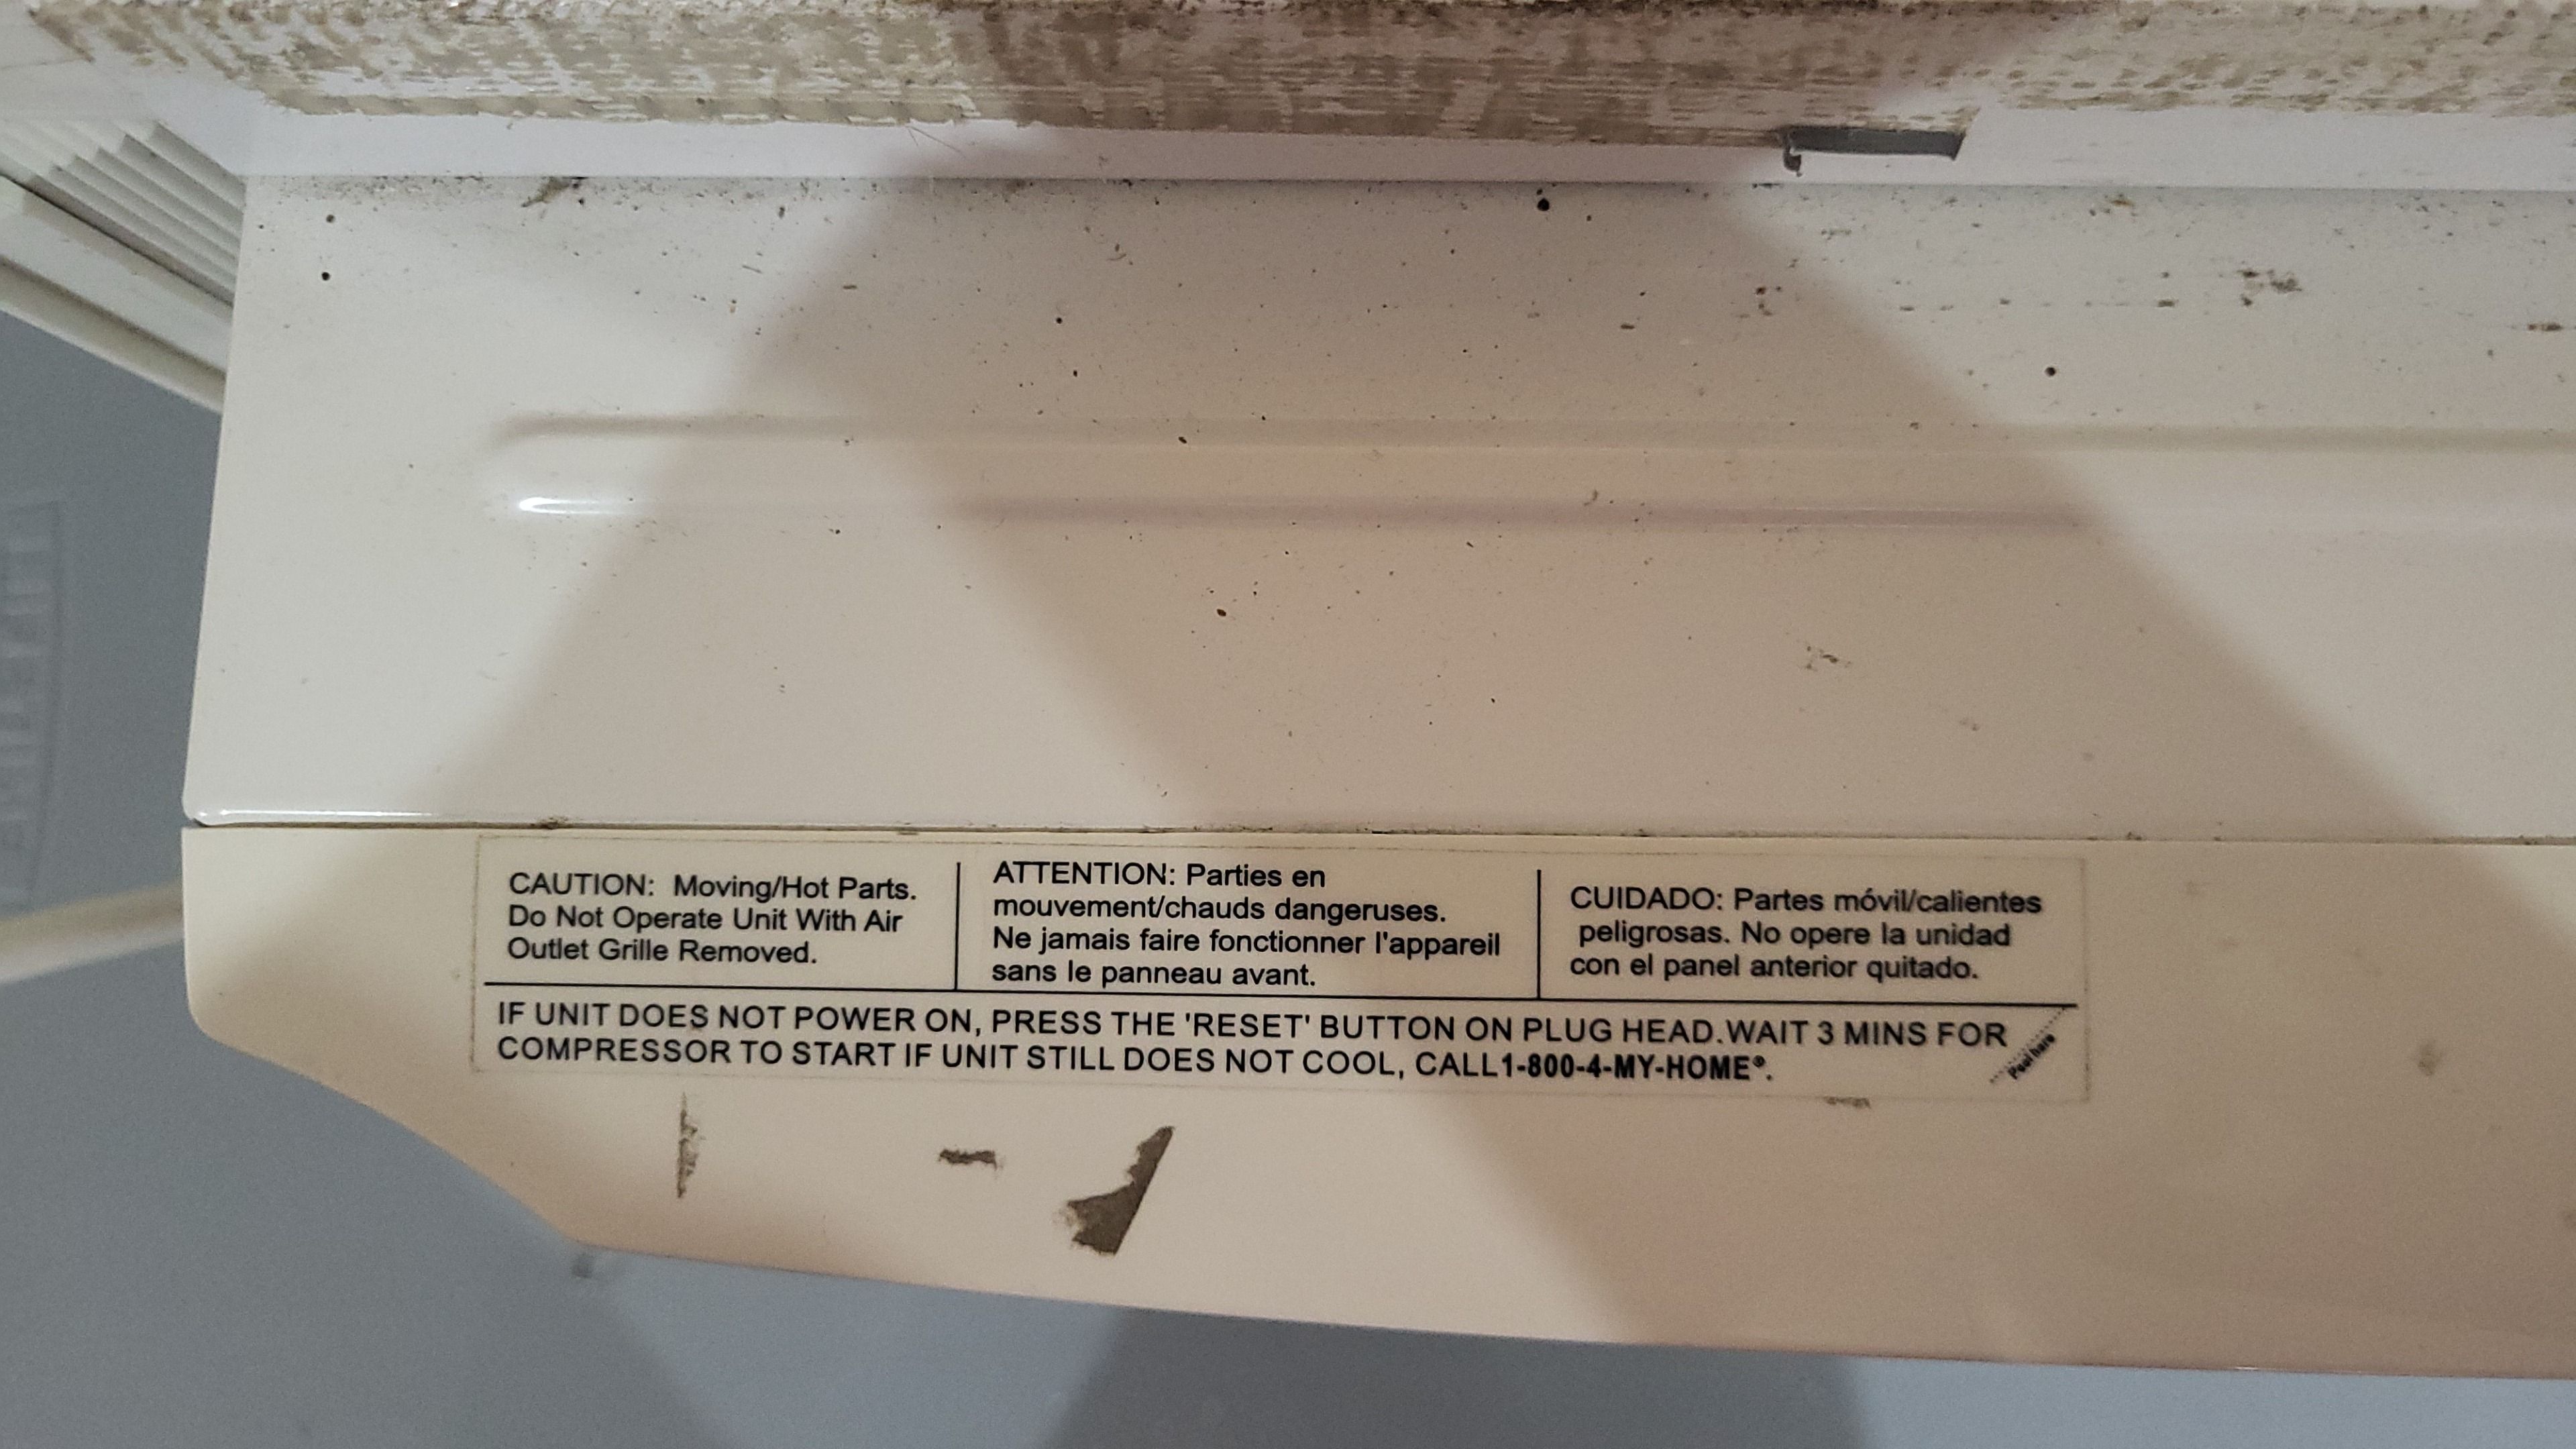 CAUTION: Moving/Hot Parts.
Do Not Operate Unit With Air
Outlet Grille Removed.
ATTENTION: Parties en
mouvement/chauds dangeruses.
Ne jamais faire fonctionner l'appareil
sans le panneau avant.
CUIDADO: Partes móvil/calientes
peligrosas. No opere la unidad
con el panel anterior quitado.
IF UNIT DOES NOT POWER ON, PRESS THE 'RESET' BUTTON ON PLUG HEAD.WAIT 3 MINS FOR
COMPRESSOR TO START IF UNIT STILL DOES NOT COOL, CALL1-800-4-MY-HOME®.
Peel here